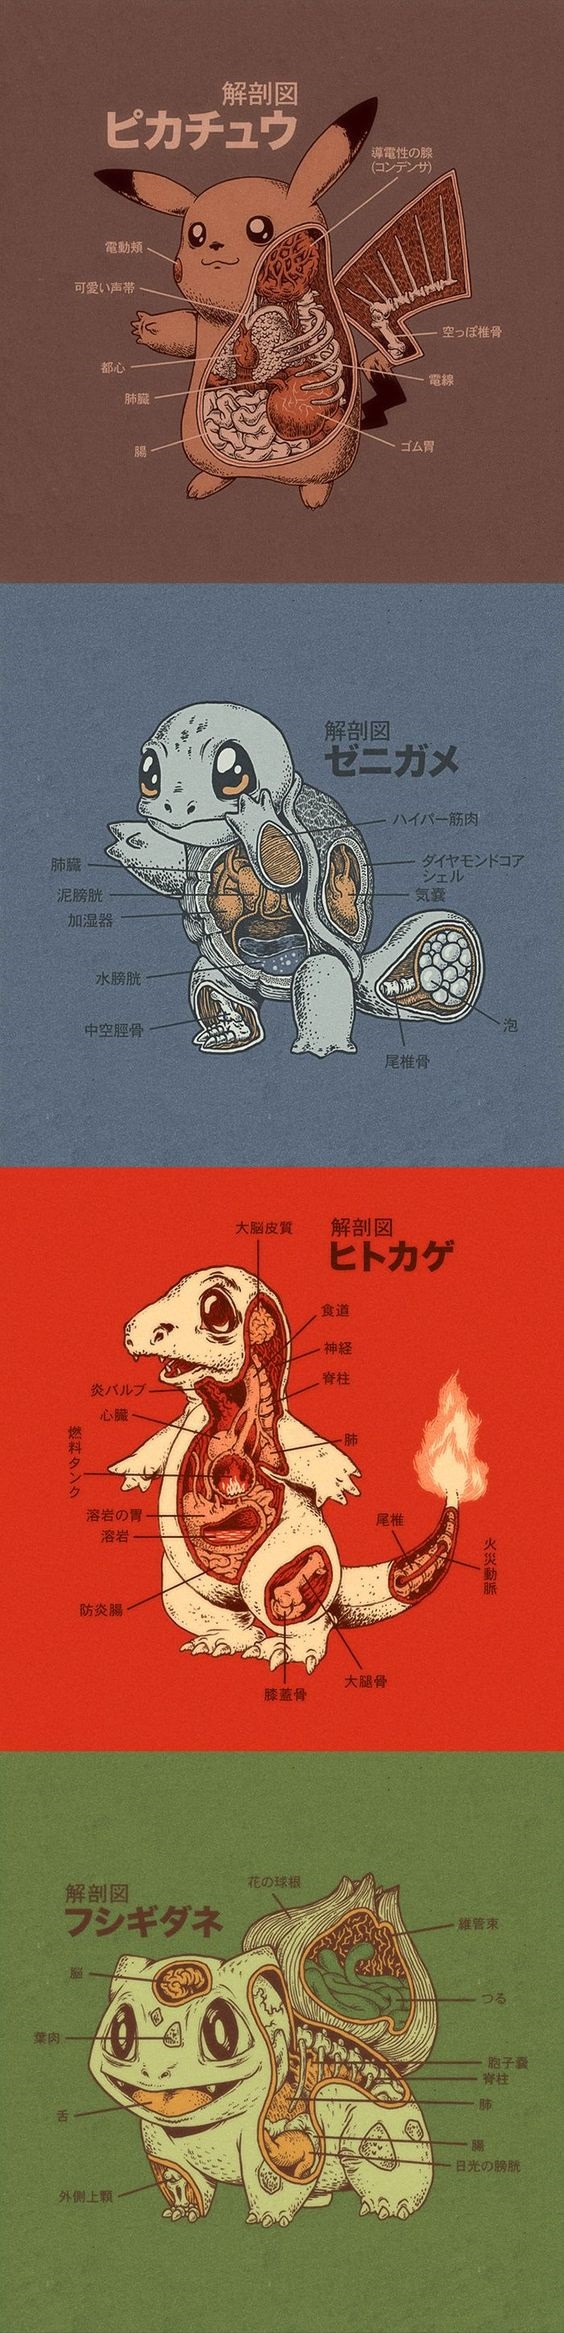 解剖図
ピカチュウ
導電性の腺
(コンデンサ)
電動頬
可愛い声帯
空っぽ椎骨
都心
電線
肺臓
腸
ゴム胃
解剖図
ゼニガメ
ハイパー筋肉
肺臓
ダイヤモンドコア
シェル
泥膀胱
気嚢
加湿器
水膀胱
中空脛骨
泡
尾椎骨
大脳皮質
解剖図
ヒトカゲ
食道
神経
脊柱
炎バルブ
心臓
燃料タンク
肺
溶岩の胃
溶岩
尾椎
火災動脈
防炎腸
大腿骨
膝蓋骨
花の球根
解剖図
フシギダネ
維管束
脳
つる
葉肉
胞子嚢
脊柱
肺
舌
腸
日光の膀胱
外側上顆